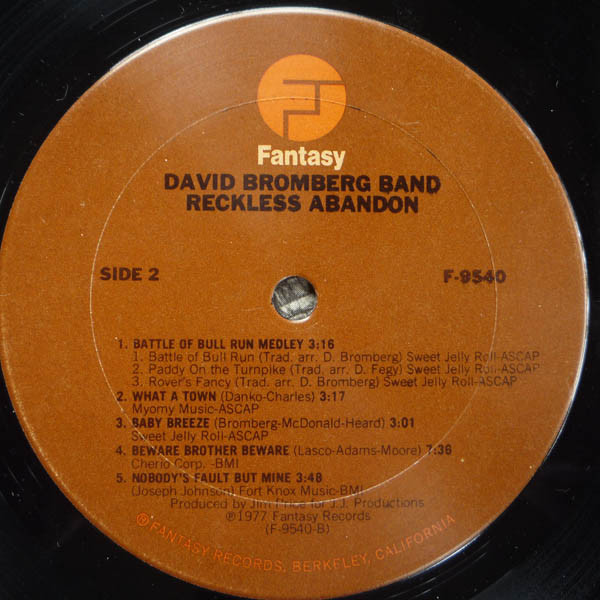 Fantasy
DAVID BROMBERG BAND
RECKLESS ABANDON
SIDE 2
F-9540
1. BATTLE OF BULL RUN MEDLEY 3:16
1. Battle of Bull Run (Trad. arr. D. Bromberg) Sweet Jelly Roll-ASCAP
2. Paddy On the Turnpike (Trad. arr. D. Fegy) Sweet Jelly Roll-ASCAP
3. Rover's Fancy (Trad. arr. D. Bromberg) Sweet Jelly Roll-ASCAP
2. WHAT A TOWN (Danko-Charles) 3:17
Myomy Music-ASCAP
3. BABY BREEZE (Bromberg-McDonald-Heard) 3:01
Sweet Jelly Roll-ASCAP
4. BEWARE BROTHER BEWARE (Lasco-Adams-Moore) 7:36
Cherio Corp. -BMI
5. NOBODY'S FAULT BUT MINE 3:48
(Joseph Johnson) Fort Knox Music-BMI
Produced by Jim Price for J.J. Productions
℗1977 Fantasy Records
(F-9540-B)
℗FANTASY RECORDS, BERKELEY, CALIFORNIA